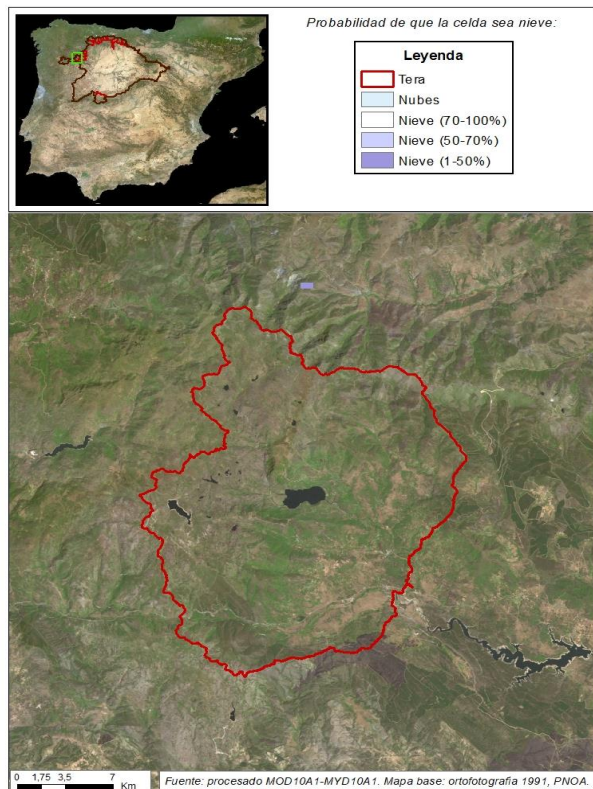 Probabilidad de que la celda sea nieve:
Leyenda
Tera
Nubes
Nieve (70-100%)
Nieve (50-70%)
Nieve (1-50%)
0 1,75 3,5 7
Km
Fuente: procesado MOD10A1-MYD10A1. Mapa base: ortofotografia 1991, PNOA.